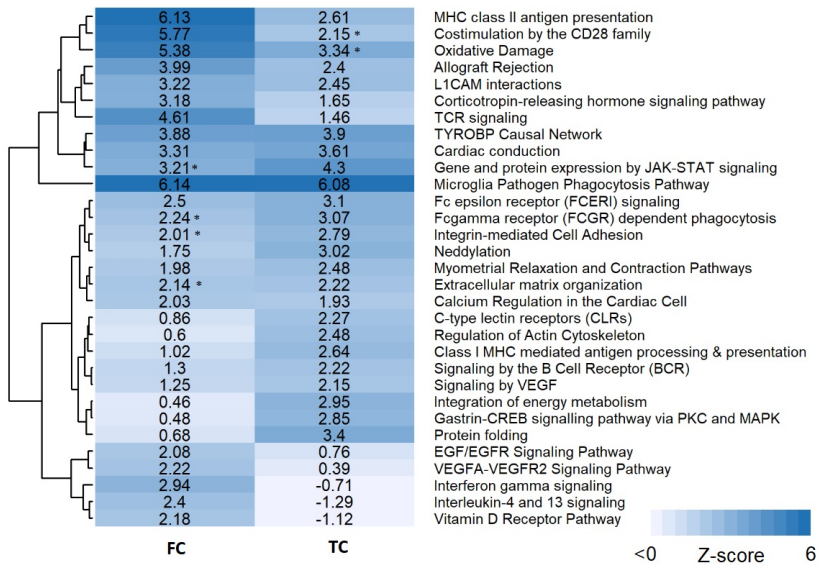 6.13 2.61 MHC class II antigen presentation
5.77 2.15 * Costimulation by the CD28 family
5.38 3.34 * Oxidative Damage
3.99 2.4 Allograft Rejection
3.22 2.45 L1CAM interactions
3.18 1.65 Corticotropin-releasing hormone signaling pathway
4.61 1.46 TCR signaling
3.88 3.9 TYROBP Causal Network
3.31 3.61 Cardiac conduction
3.21 * 4.3 Gene and protein expression by JAK-STAT signaling
6.14 6.08 Microglia Pathogen Phagocytosis Pathway
2.5 3.1 Fc epsilon receptor (FCERI) signaling
2.24 * 3.07 Fcgamma receptor (FCGR) dependent phagocytosis
2.01 * 2.79 Integrin-mediated Cell Adhesion
1.75 3.02 Neddylation
1.98 2.48 Myometrial Relaxation and Contraction Pathways
2.14 * 2.22 Extracellular matrix organization
2.03 1.93 Calcium Regulation in the Cardiac Cell
0.86 2.27 C-type lectin receptors (CLRs)
0.6 2.48 Regulation of Actin Cytoskeleton
1.02 2.64 Class I MHC mediated antigen processing & presentation
1.3 2.22 Signaling by the B Cell Receptor (BCR)
1.25 2.15 Signaling by VEGF
0.46 2.95 Integration of energy metabolism
0.48 2.85 Gastrin-CREB signalling pathway via PKC and MAPK
0.68 3.4 Protein folding
2.08 0.76 EGF/EGFR Signaling Pathway
2.22 0.39 VEGFA-VEGFR2 Signaling Pathway
2.94 -0.71 Interferon gamma signaling
2.4 -1.29 Interleukin-4 and 13 signaling
2.18 -1.12 Vitamin D Receptor Pathway
FC TC
<0 Z-score 6